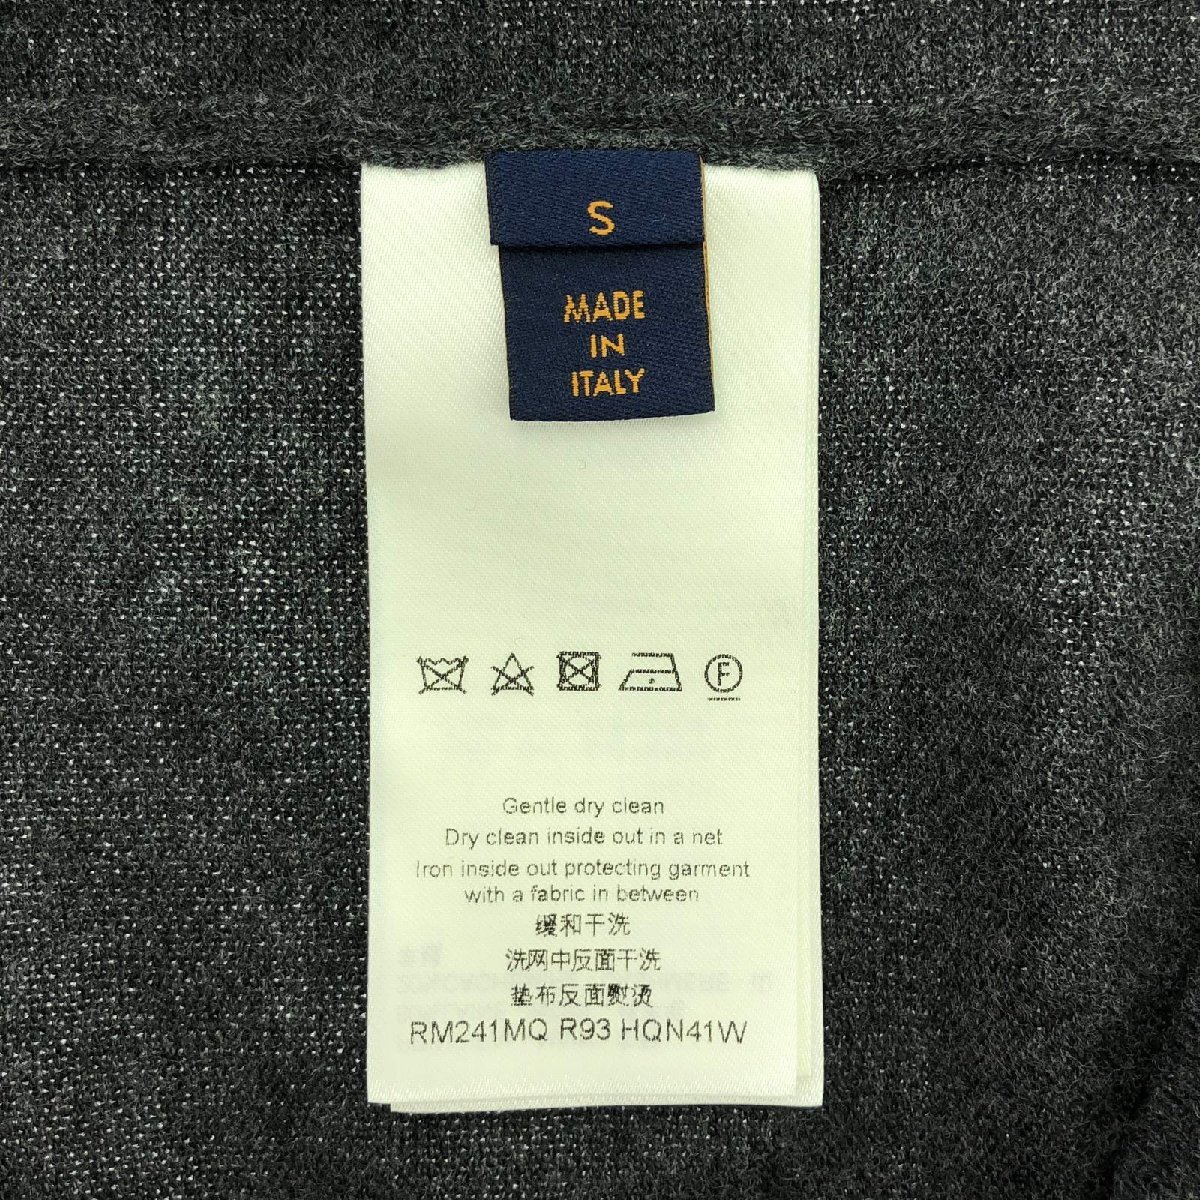 S
MADE
IN
ITALY
F
Gentle dry clean
Dry clean inside out in a net
Iron inside out protecting garment
with a fabric in between
缓和干洗
洗网中反面干洗
垫布反面熨烫
RM241MQ R93 HQN41W